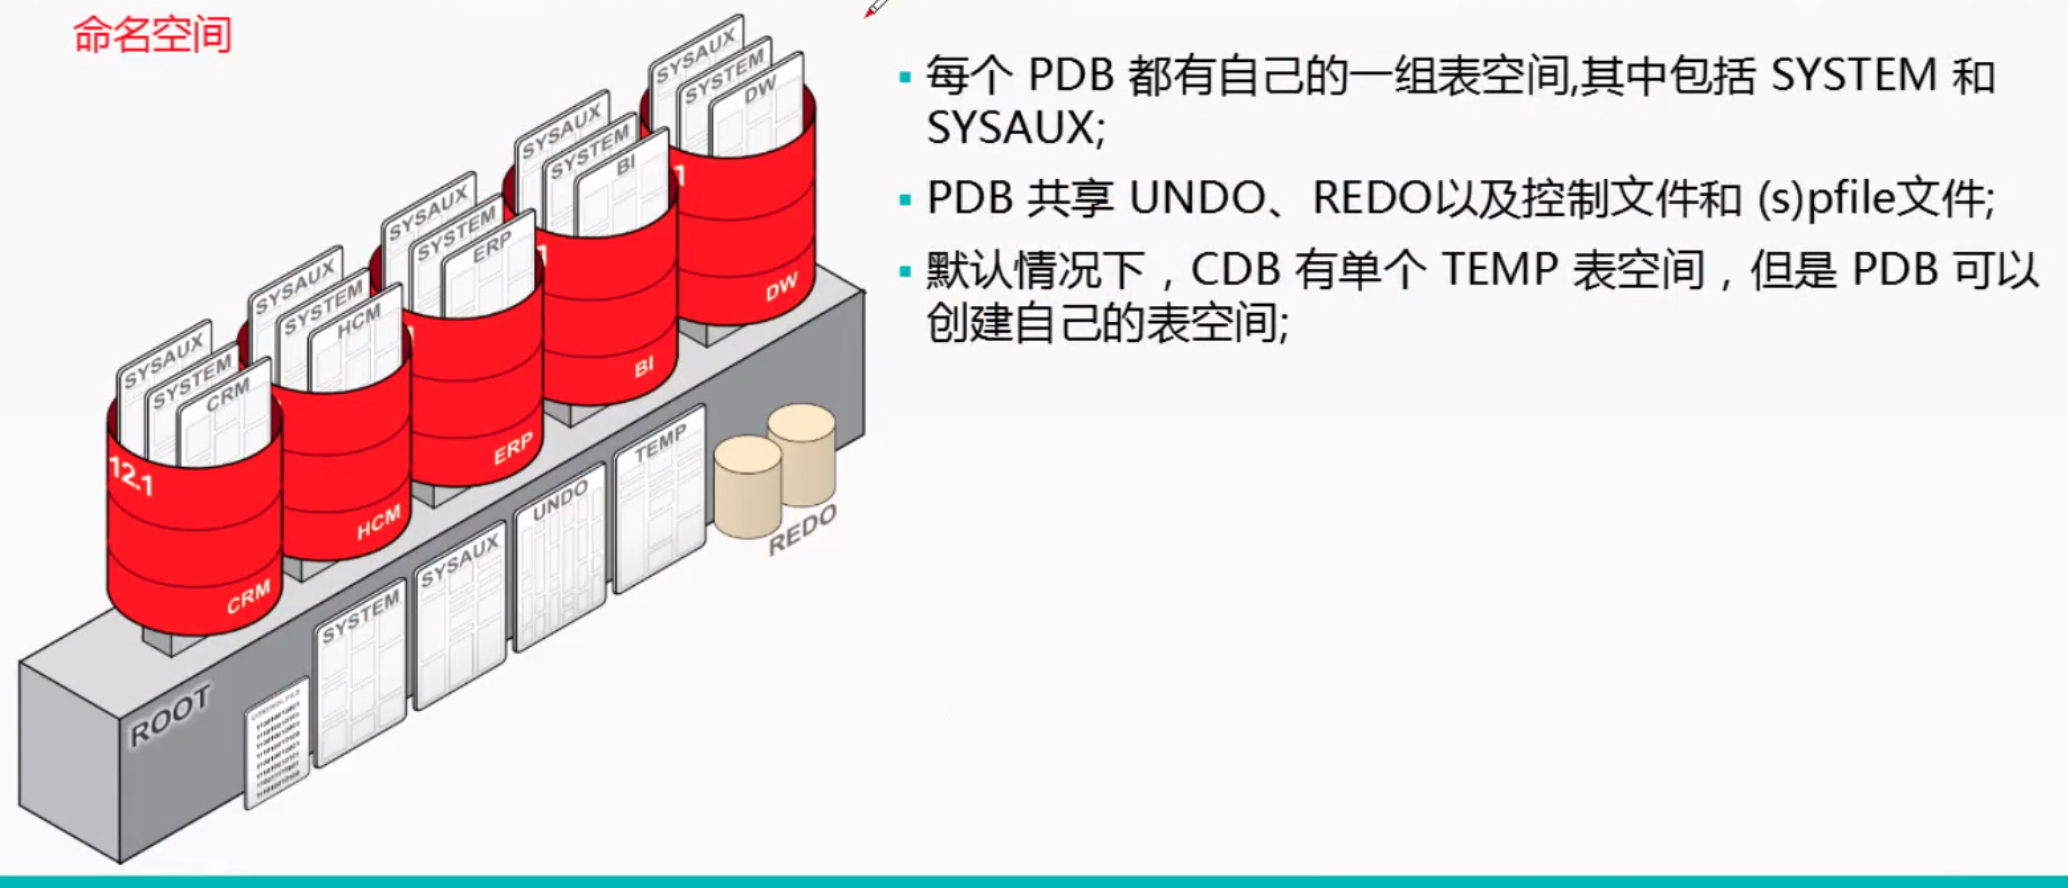 命名空间
每个 PDB 都有自己的一组表空间,其中包括 SYSTEM 和
SYSAUX;
PDB 共享 UNDO、REDO以及控制文件和 (s)pfile文件;
默认情况下，CDB 有单个 TEMP 表空间，但是 PDB 可以
创建自己的表空间;
SYSAUX
SYSTEM
DW
1
DW
SYSAUX
SYSTEM
BI
1
BI
SYSAUX
SYSTEM
ERP
ERP
SYSAUX
SYSTEM
HCM
HCM
SYSAUX
SYSTEM
CRM
12.1
CRM
ROOT
CONTROL FILE
SYSTEM
SYSAUX
UNDO
TEMP
REDO